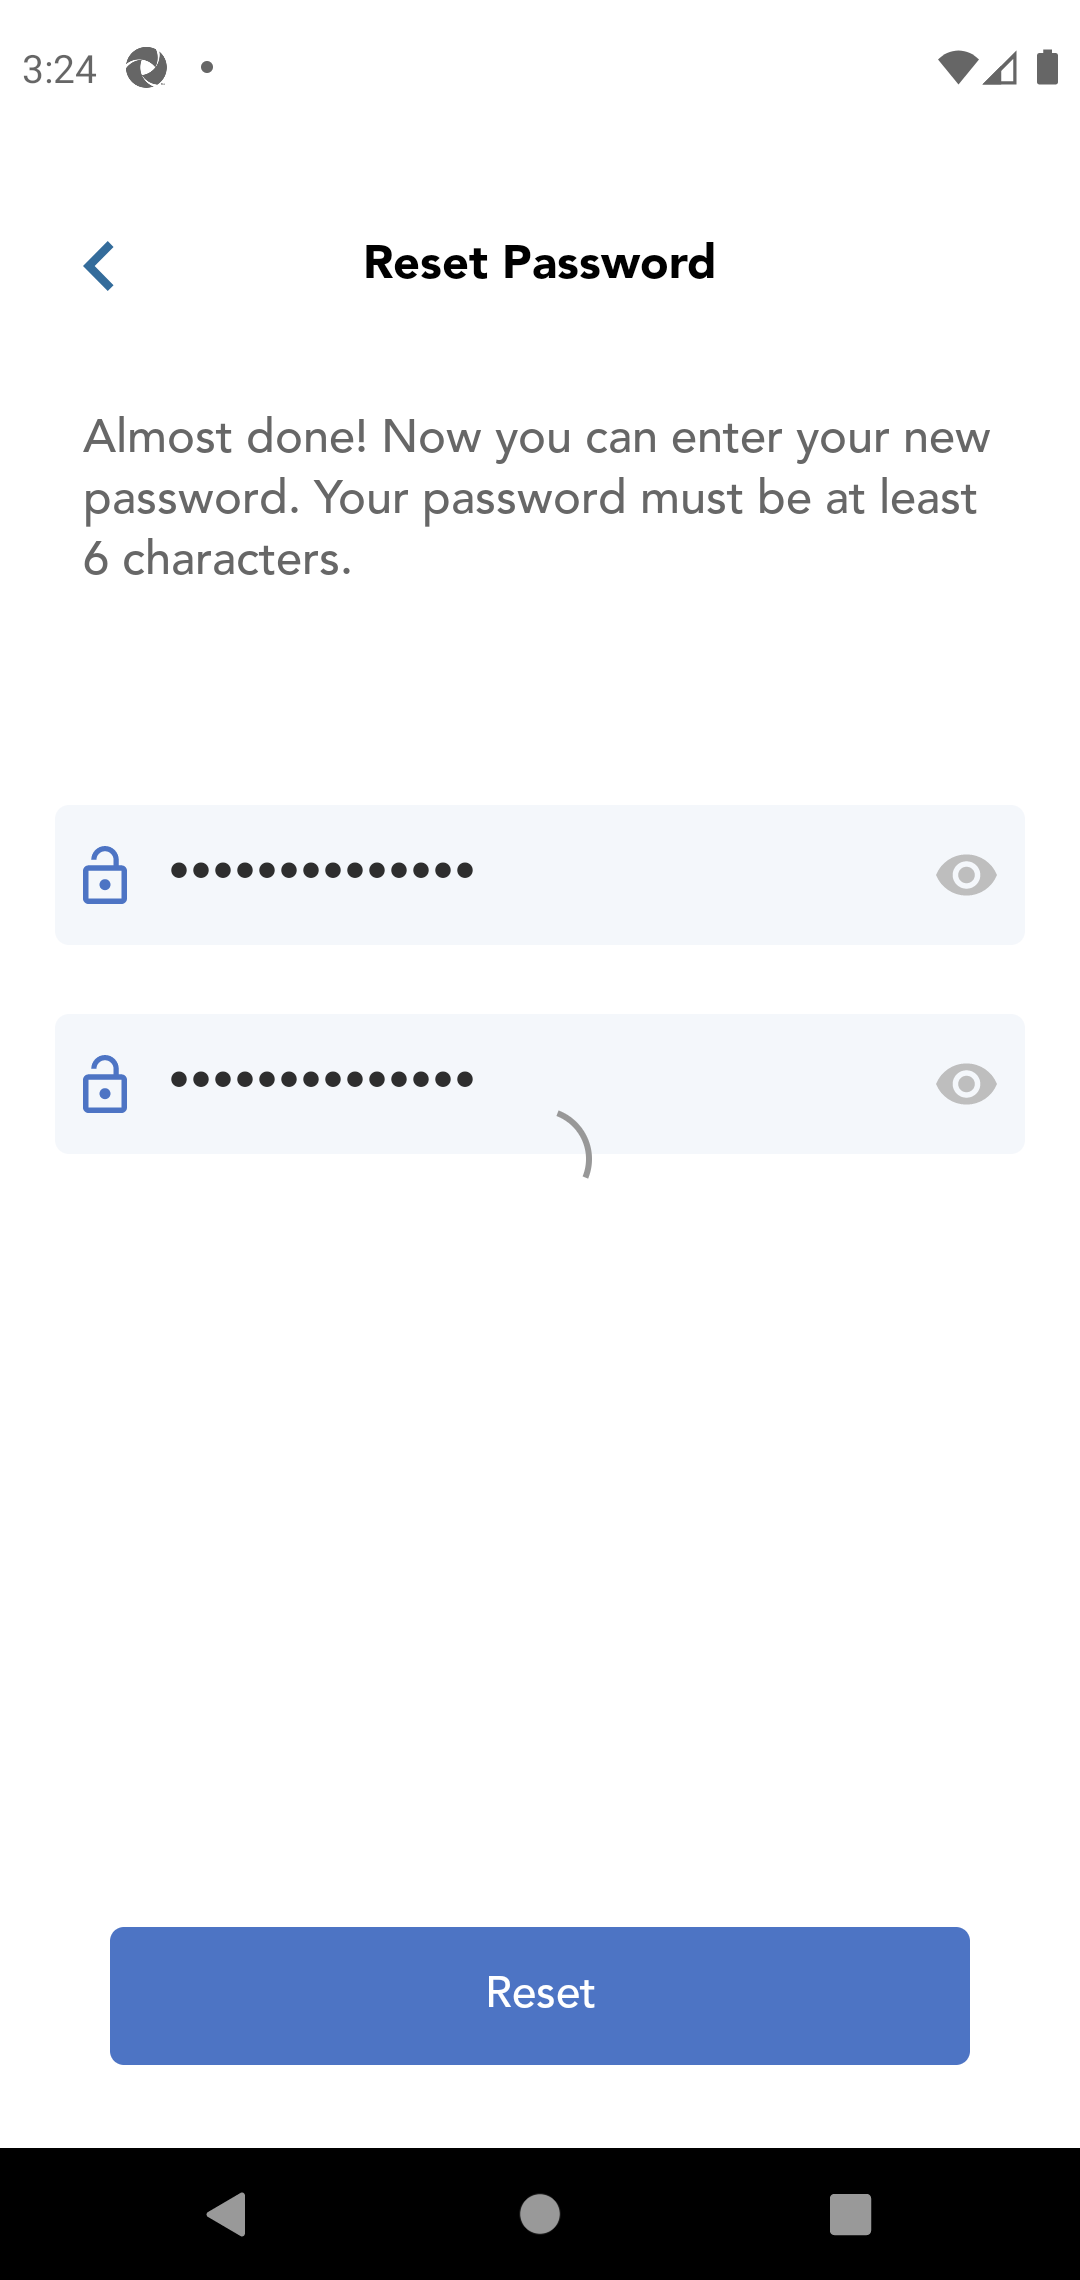 3:24
Reset Password
Almost done! Now you can enter your new
password. Your password must be at least
6 characters.
••••••••••••••
••••••••••••••
Reset